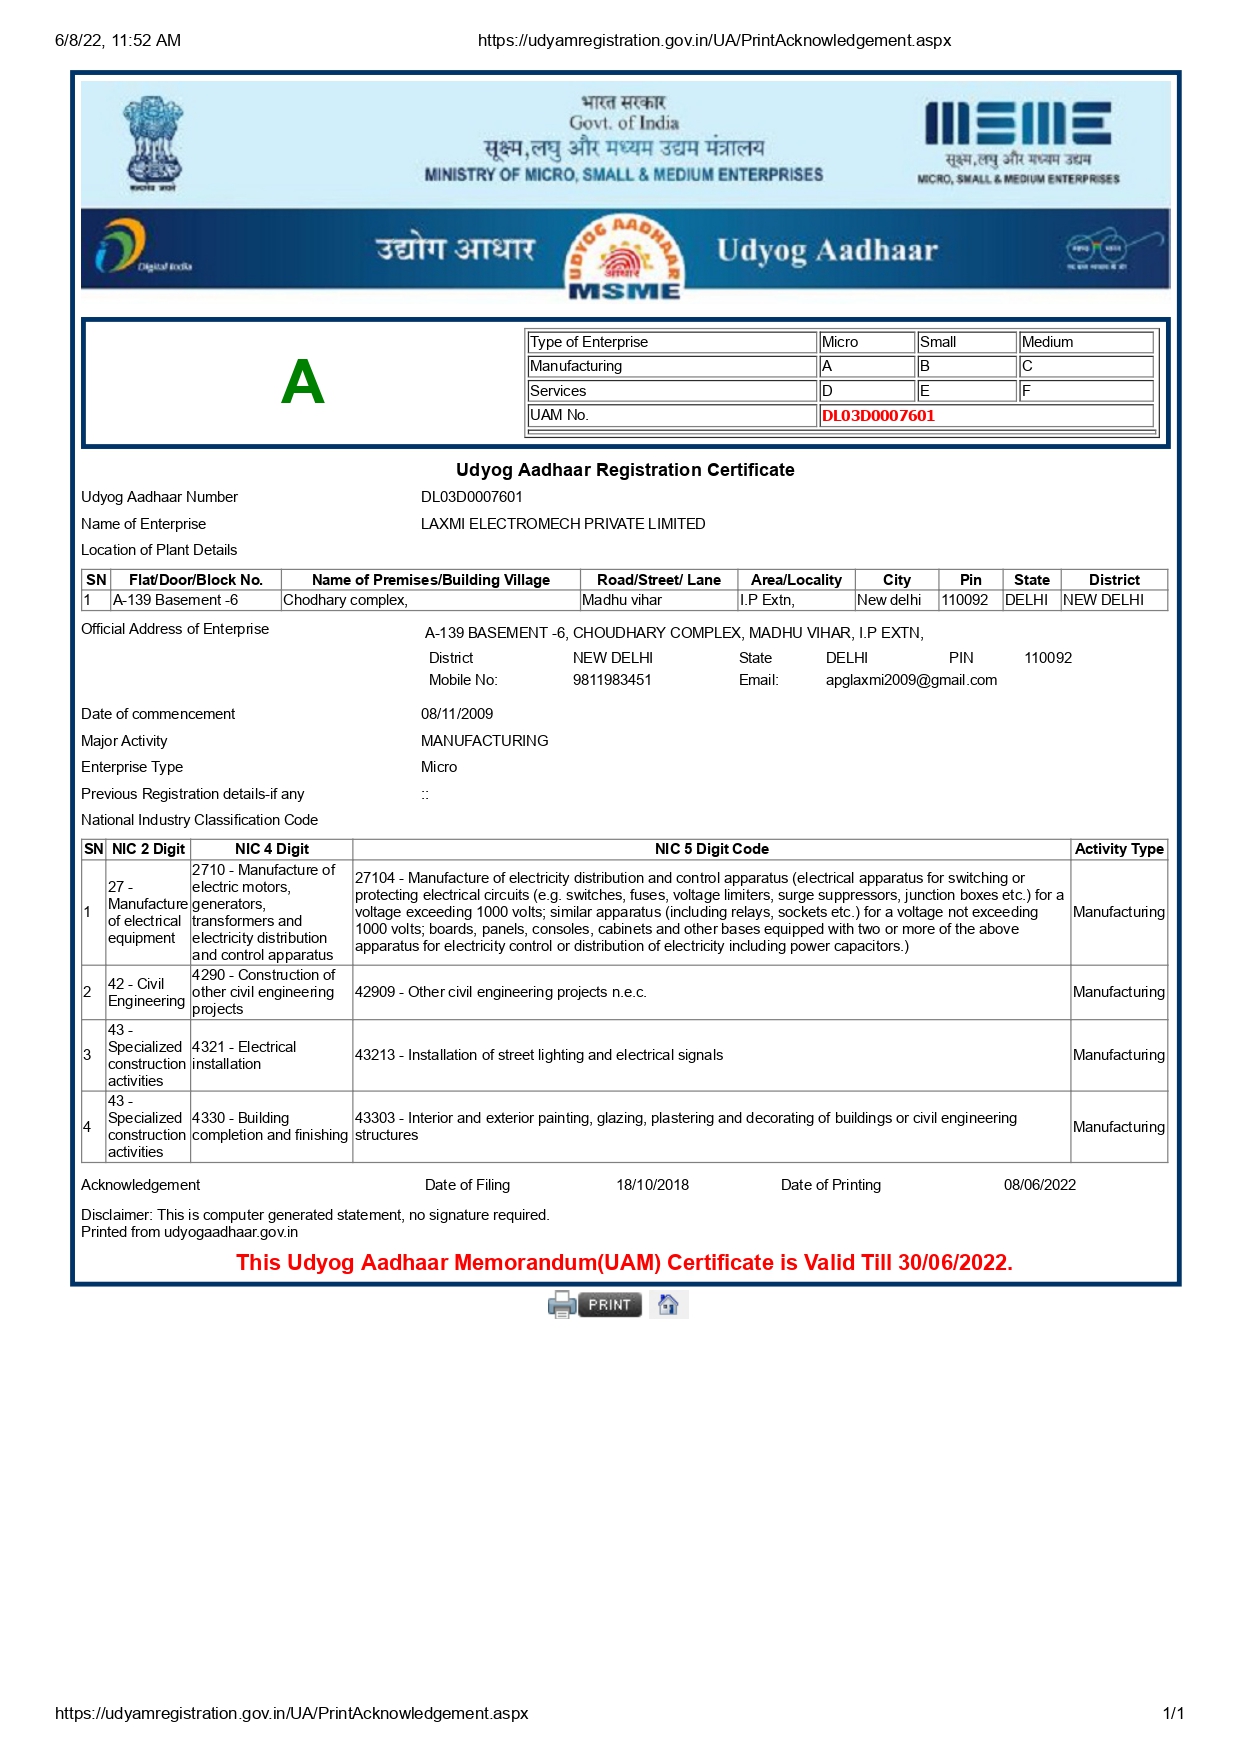 6/8/22, 11:52 AM https://udyamregistration.gov.in/UA/PrintAcknowledgement.aspx
भारत सरकार
Govt. of India
सूक्ष्म,लघु और मध्यम उद्यम मंत्रालय
MINISTRY OF MICRO, SMALL & MEDIUM ENTERPRISES
सत्यमेव जयते
MSME
सूक्ष्म,लघु और मध्यम उद्यम
MICRO, SMALL & MEDIUM ENTERPRISES
Digital India
उद्योग आधार
UDYOG AADHAAR
आधार
MSME
Udyog Aadhaar
स्वच्छ भारत
एक कदम स्वच्छता की ओर
A
Type of Enterprise Micro Small Medium
Manufacturing A B C
Services D E F
UAM No. DL03D0007601
Udyog Aadhaar Registration Certificate
Udyog Aadhaar Number DL03D0007601
Name of Enterprise LAXMI ELECTROMECH PRIVATE LIMITED
Location of Plant Details
SN Flat/Door/Block No. Name of Premises/Building Village Road/Street/ Lane Area/Locality City Pin State District
1 A-139 Basement -6 Chodhary complex, Madhu vihar I.P Extn, New delhi 110092 DELHI NEW DELHI
Official Address of Enterprise A-139 BASEMENT -6, CHOUDHARY COMPLEX, MADHU VIHAR, I.P EXTN,
District NEW DELHI State DELHI PIN 110092
Mobile No: 9811983451 Email: apglaxmi2009@gmail.com
Date of commencement 08/11/2009
Major Activity MANUFACTURING
Enterprise Type Micro
Previous Registration details-if any ::
National Industry Classification Code
SN NIC 2 Digit NIC 4 Digit NIC 5 Digit Code Activity Type
1
27 -
Manufacture
of electrical
equipment
2710 - Manufacture of
electric motors,
generators,
transformers and
electricity distribution
and control apparatus
27104 - Manufacture of electricity distribution and control apparatus (electrical apparatus for switching or
protecting electrical circuits (e.g. switches, fuses, voltage limiters, surge suppressors, junction boxes etc.) for a
voltage exceeding 1000 volts; similar apparatus (including relays, sockets etc.) for a voltage not exceeding
1000 volts; boards, panels, consoles, cabinets and other bases equipped with two or more of the above
apparatus for electricity control or distribution of electricity including power capacitors.)
Manufacturing
2
42 - Civil
Engineering
4290 - Construction of
other civil engineering
projects
42909 - Other civil engineering projects n.e.c.
Manufacturing
3
43 -
Specialized
construction
activities
4321 - Electrical
installation
43213 - Installation of street lighting and electrical signals
Manufacturing
4
43 -
Specialized
construction
activities
4330 - Building
completion and finishing
43303 - Interior and exterior painting, glazing, plastering and decorating of buildings or civil engineering
structures
Manufacturing
Acknowledgement Date of Filing 18/10/2018 Date of Printing 08/06/2022
Disclaimer: This is computer generated statement, no signature required.
Printed from udyogaadhaar.gov.in
This Udyog Aadhaar Memorandum(UAM) Certificate is Valid Till 30/06/2022.
PRINT
https://udyamregistration.gov.in/UA/PrintAcknowledgement.aspx 1/1